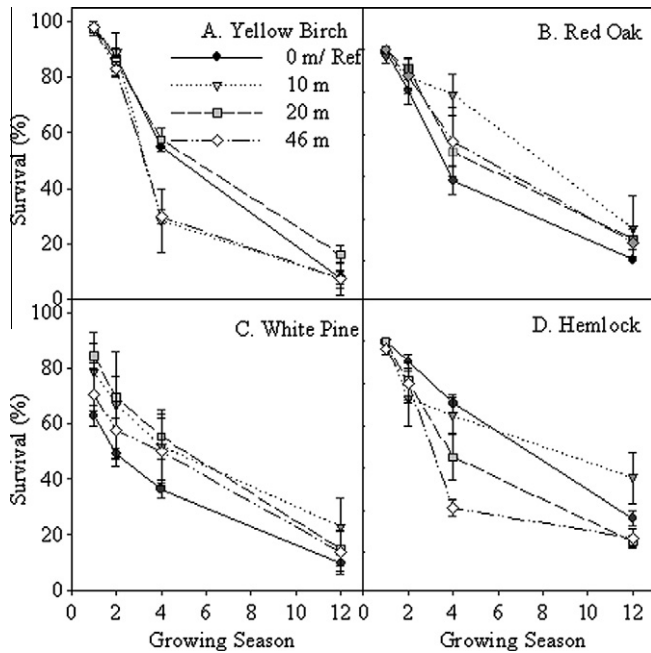 100
80
60
40
20
0
Survival (%)
A. Yellow Birch
0 m/ Ref
10 m
20 m
46 m
B. Red Oak
100
80
60
40
20
0
Survival (%)
C. White Pine
D. Hemlock
0 2 4 6 8 10 12
Growing Season
0 2 4 6 8 10 12
Growing Season